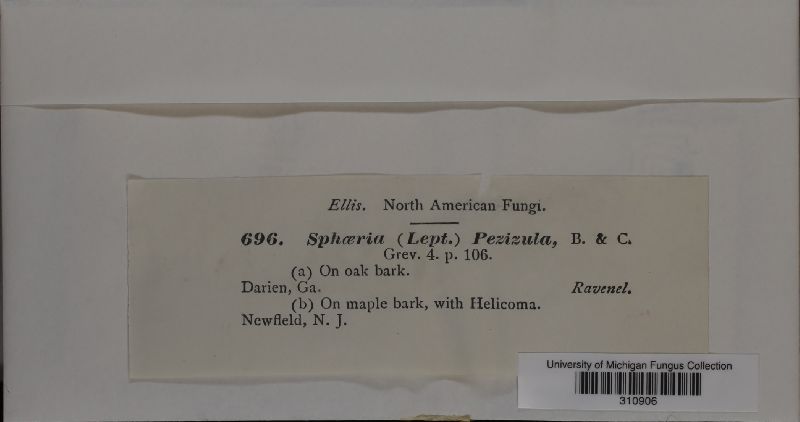 Ellis. North American Fungi.
696. Sphæria (Lept.) Pezizula, B. & C.
Grev. 4. p. 106.
(a) On oak bark.
Darien, Ga. Ravenel.
(b) On maple bark, with Helicoma.
Newfield, N. J.
University of Michigan Fungus Collection
310906